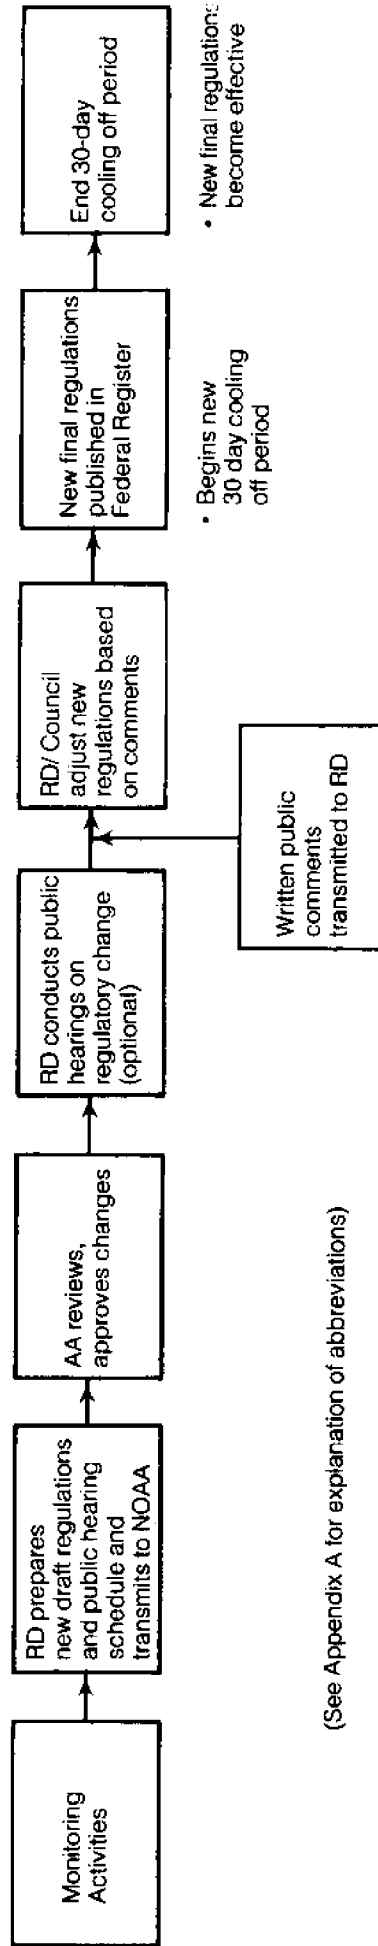 Monitoring
Activities
RD prepares
new draft regulations
and public hearing
schedule and
transmits to NOAA
AA reviews,
approves changes
RD conducts public
hearings on
regulatory change
(optional)
Written public
comments
transmitted to RD
RD/ Council
adjust new
regulations based
on comments
New final regulations
published in
Federal Register
• Begins new
30 day cooling
off period
End 30-day
cooling off period
• New final regulations
become effective
(See Appendix A for explanation of abbreviations)